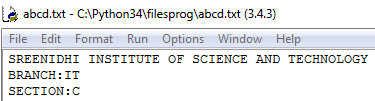 abcd.txt - C:\Python34\filesprog\abcd.txt (3.4.3)
File Edit Format Run Options Window Help
SREENIDHI INSTITUTE OF SCIENCE AND TECHNOLOGY
BRANCH:IT
SECTION:C